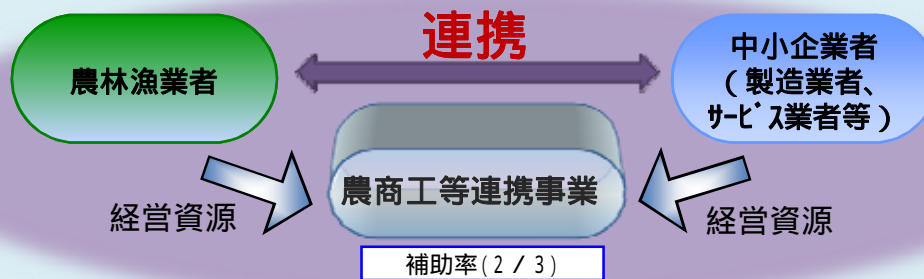 連携
農林漁業者
中小企業者
(製造業者、
ｻｰﾋﾞｽ業者等)
農商工等連携事業
経営資源
経営資源
補助率(2/3)